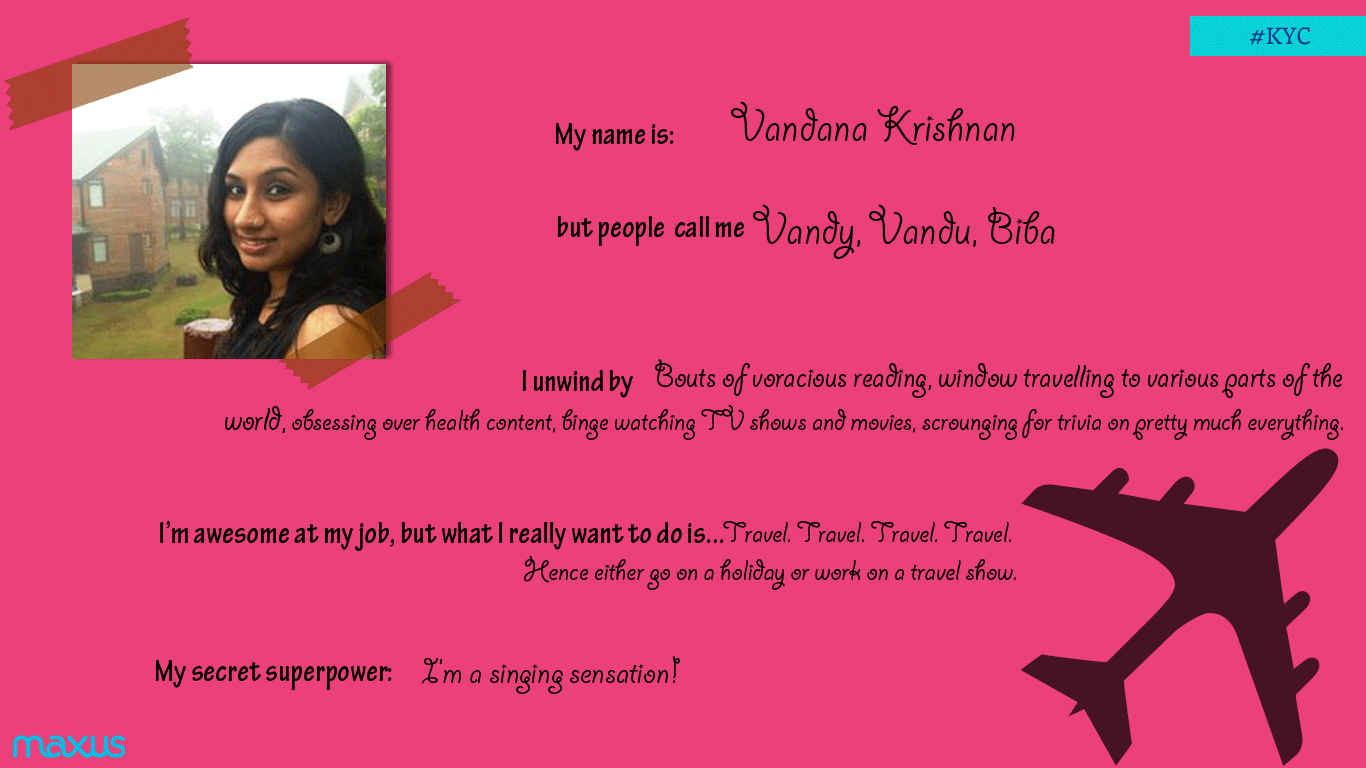 #KYC
My name is: Vandana Krishnan
but people call me Vandy, Vandu, Biba
I unwind by Bouts of voracious reading, window travelling to various parts of the
world, obsessing over health content, binge watching TV shows and movies, scrounging for trivia on pretty much everything.
I'm awesome at my job, but what I really want to do is...Travel. Travel. Travel. Travel.
Hence either go on a holiday or work on a travel show.
My secret superpower: I'm a singing sensation!
maxus